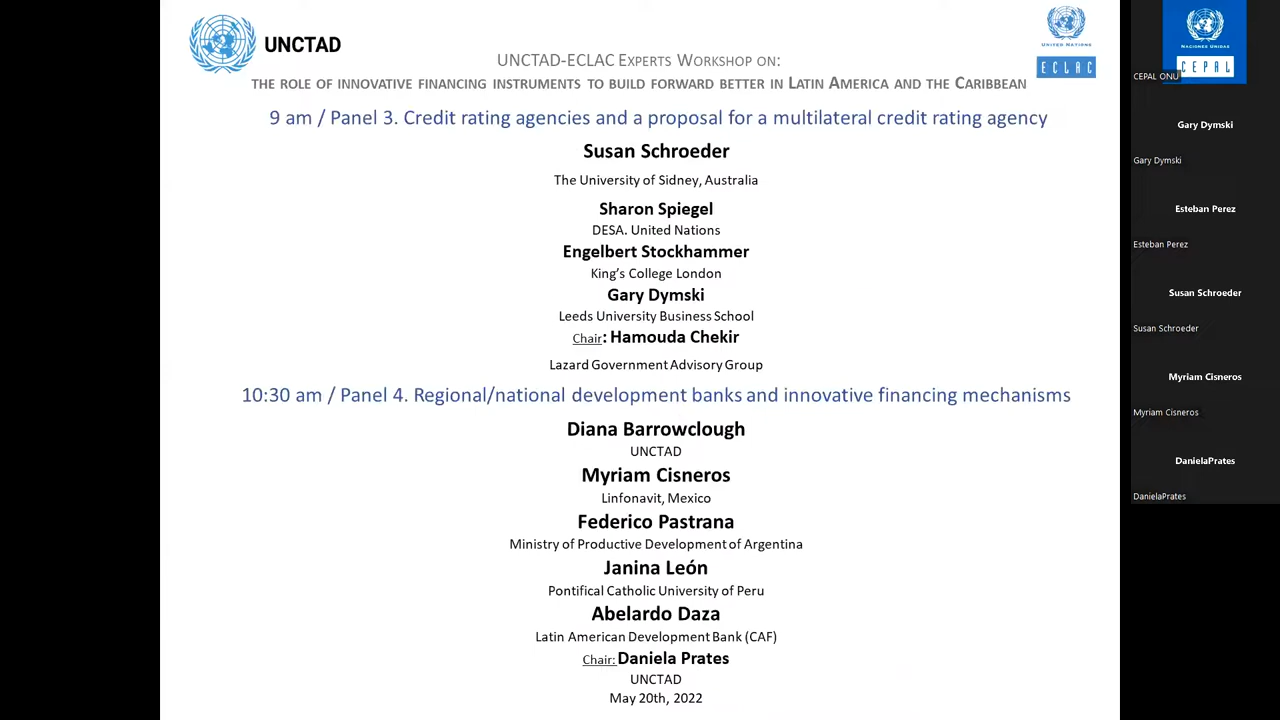 UNCTAD
UNITED NATIONS
ECLAC
UNCTAD-ECLAC EXPERTS WORKSHOP ON:
THE ROLE OF INNOVATIVE FINANCING INSTRUMENTS TO BUILD FORWARD BETTER IN LATIN AMERICA AND THE CARIBBEAN
9 am / Panel 3. Credit rating agencies and a proposal for a multilateral credit rating agency
Susan Schroeder
The University of Sidney, Australia
Sharon Spiegel
DESA. United Nations
Engelbert Stockhammer
King's College London
Gary Dymski
Leeds University Business School
Chair: Hamouda Chekir
Lazard Government Advisory Group
10:30 am / Panel 4. Regional/national development banks and innovative financing mechanisms
Diana Barrowclough
UNCTAD
Myriam Cisneros
Linfonavit, Mexico
Federico Pastrana
Ministry of Productive Development of Argentina
Janina León
Pontifical Catholic University of Peru
Abelardo Daza
Latin American Development Bank (CAF)
Chair: Daniela Prates
UNCTAD
May 20th, 2022
NACIONES UNIDAS
CEPAL
CEPAL ONU
Gary Dymski
Gary Dymski
Esteban Perez
Esteban Perez
Susan Schroeder
Susan Schroeder
Myriam Cisneros
Myriam Cisneros
DanielaPrates
DanielaPrates